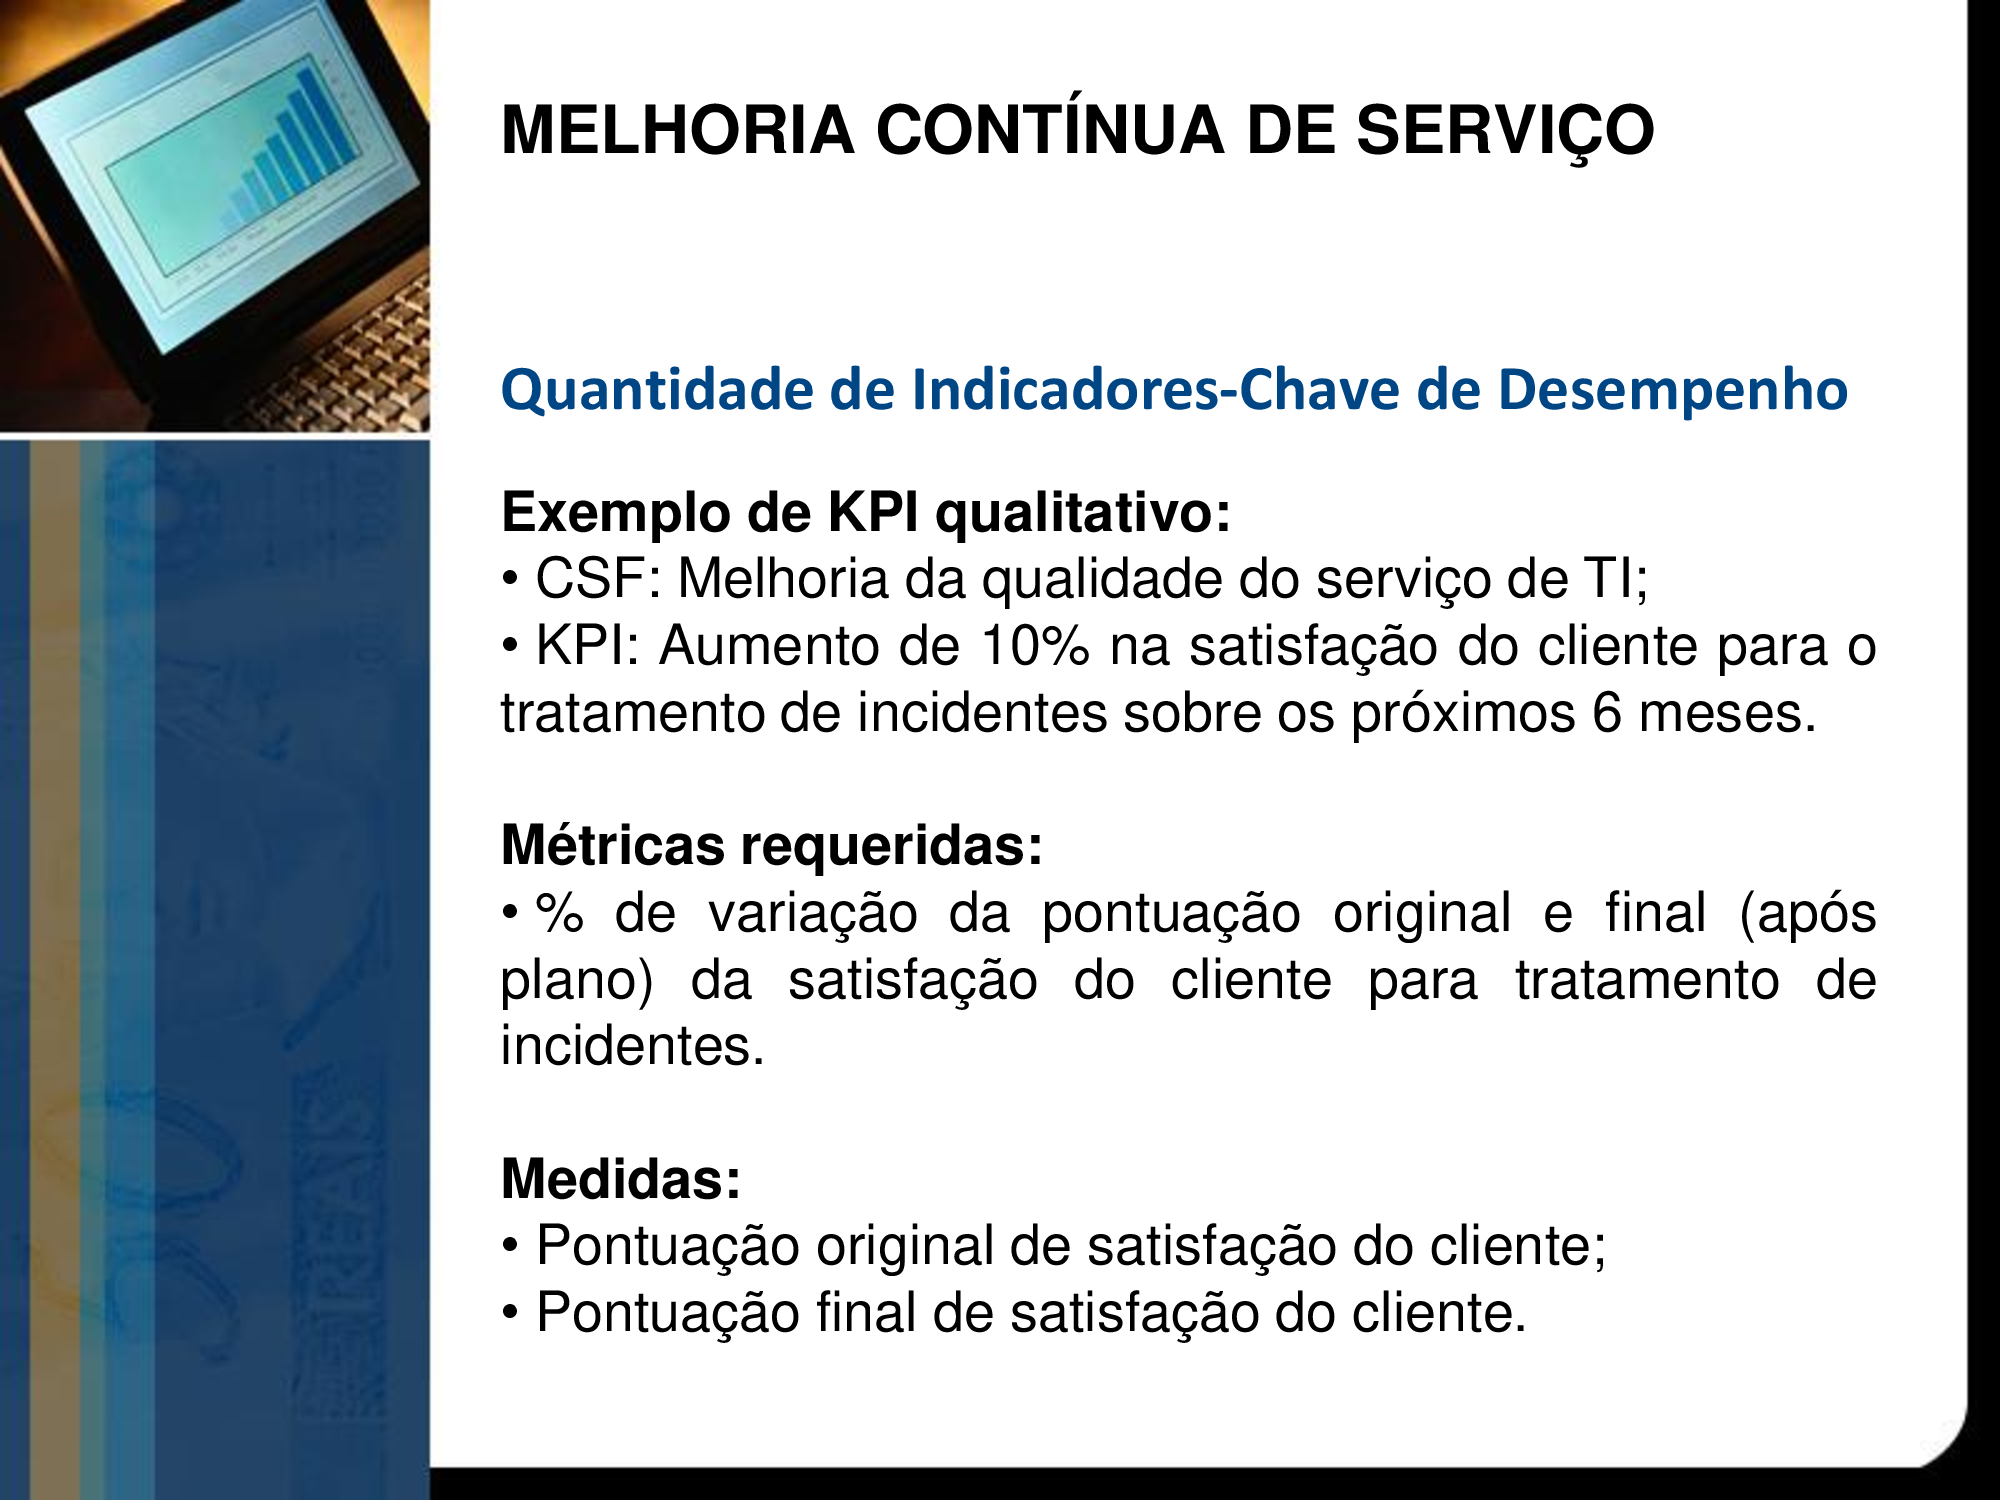 MELHORIA CONTÍNUA DE SERVIÇO
Quantidade de Indicadores-Chave de Desempenho
Exemplo de KPI qualitativo:
• CSF: Melhoria da qualidade do serviço de TI;
• KPI: Aumento de 10% na satisfação do cliente para o
tratamento de incidentes sobre os próximos 6 meses.
Métricas requeridas:
• % de variação da pontuação original e final (após
plano) da satisfação do cliente para tratamento de
incidentes.
Medidas:
• Pontuação original de satisfação do cliente;
• Pontuação final de satisfação do cliente.
REAIS